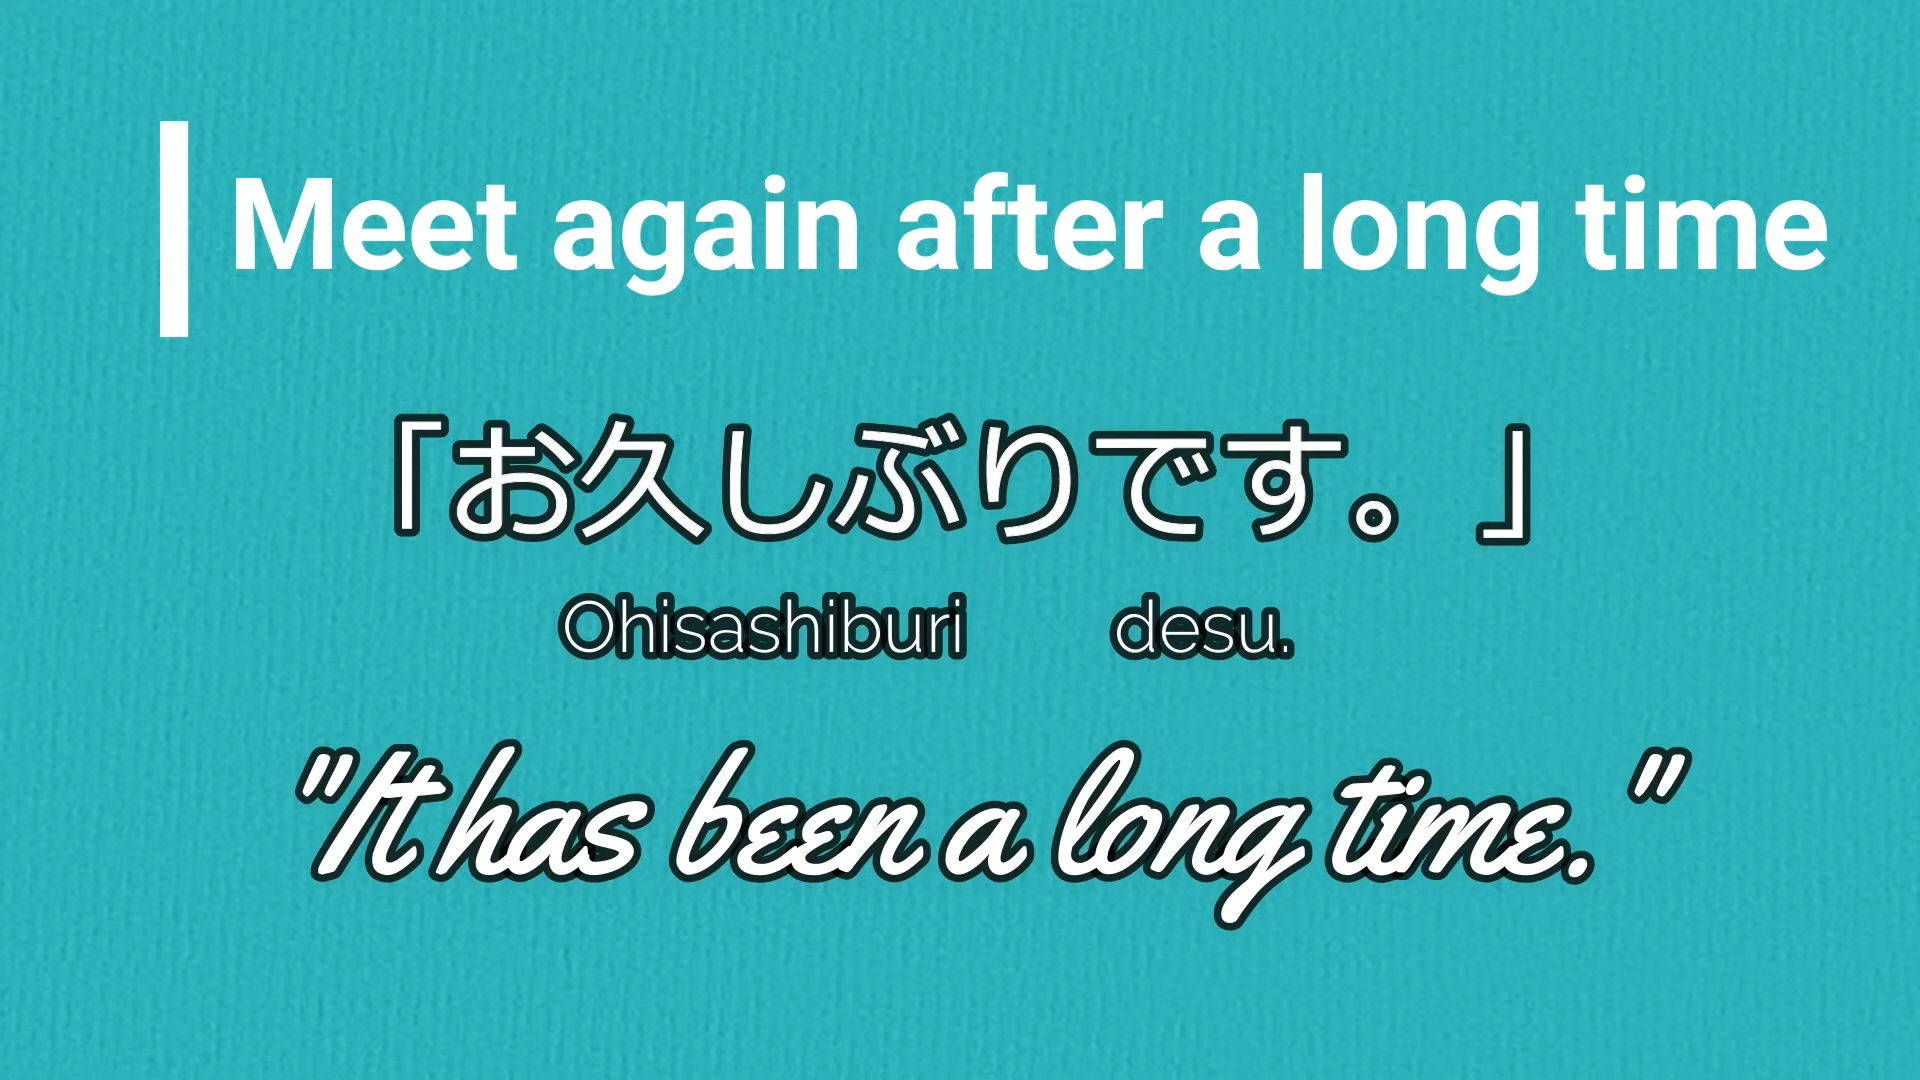 Meet again after a long time
「お久しぶりです。」
Ohisashiburi desu.
"It has been a long time."